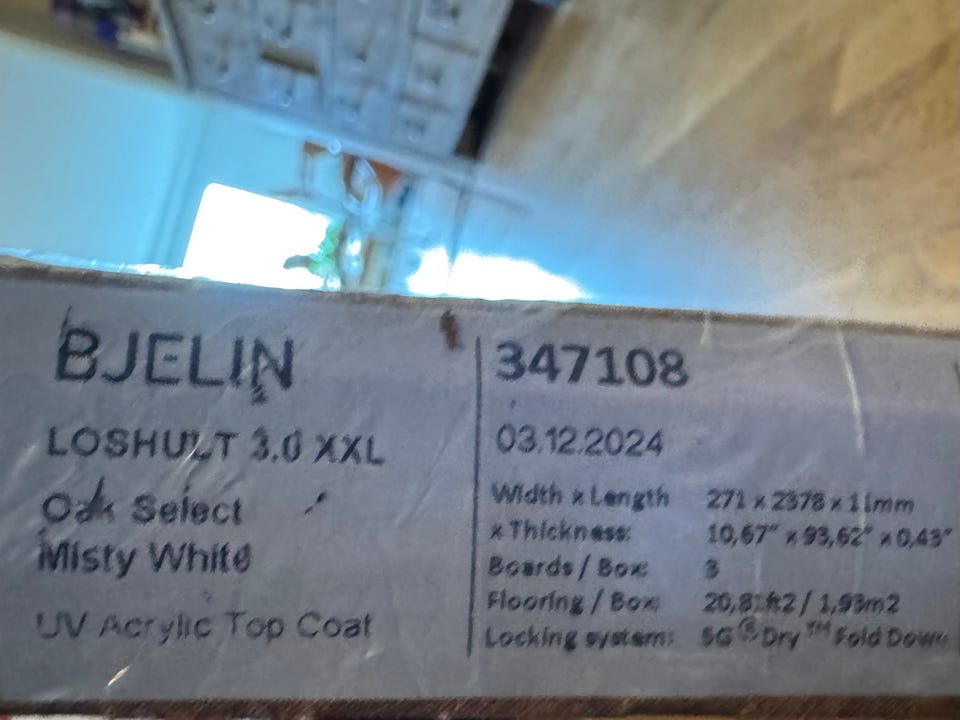 BJELIN
LOSHULT 3.0 XXL
Oak Select
Misty White
UV Acrylic Top Coat
347108
03.12.2024
Width x Length 271 x 2378 x 11mm
x Thickness: 10,67" x 93,62" x 0,43"
Boards / Box: 3
Flooring / Box: 20,81ft2 / 1,93m2
Locking system: 5G® Dry™ Fold Down